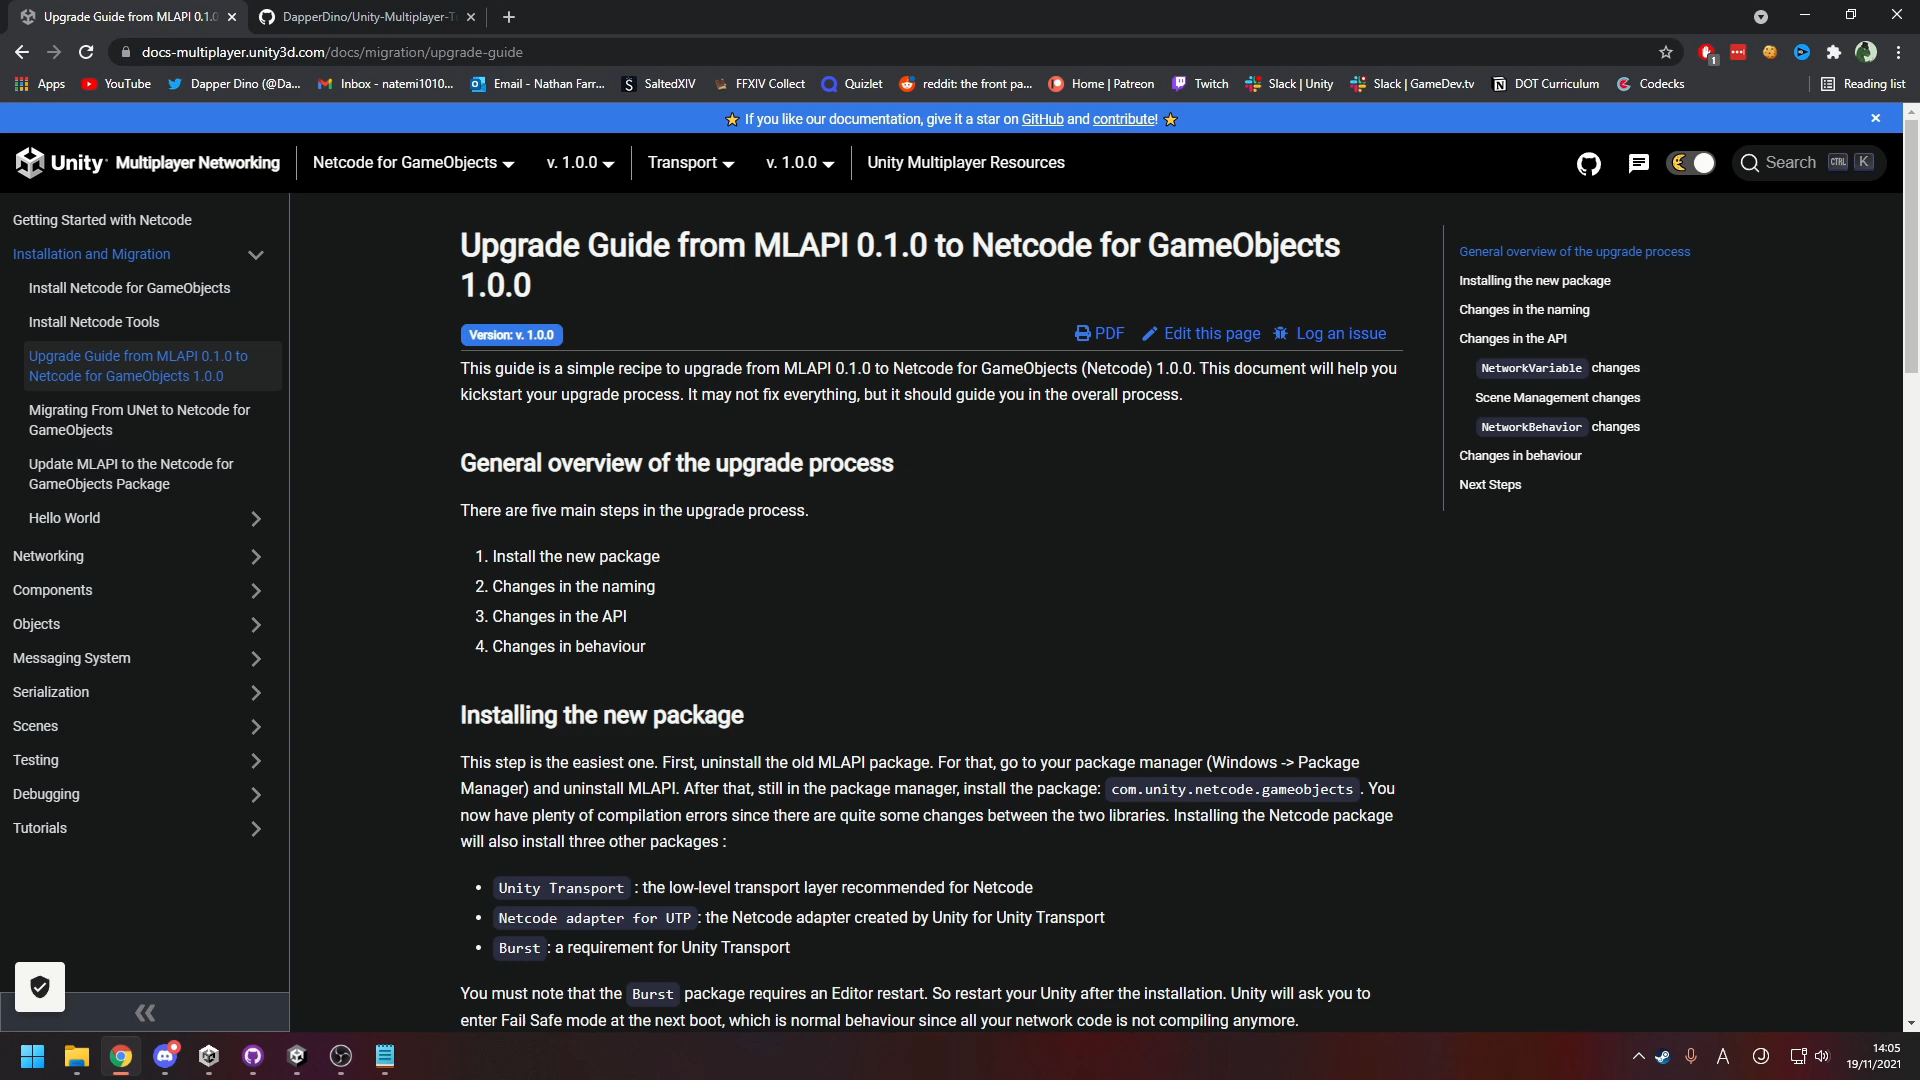 Upgrade Guide from MLAPI 0.1.0
DapperDino/Unity-Multiplayer-T
docs-multiplayer.unity3d.com/docs/migration/upgrade-guide
1
Apps
YouTube
Dapper Dino (@Da...
Inbox - natemi1010...
Email - Nathan Farr...
SaltedXIV
FFXIV Collect
Quizlet
reddit: the front pa...
Home | Patreon
Twitch
Slack | Unity
Slack | GameDev.tv
DOT Curriculum
Codecks
Reading list
If you like our documentation, give it a star on GitHub and contribute!
Unity Multiplayer Networking
Netcode for GameObjects
v. 1.0.0
Transport
v. 1.0.0
Unity Multiplayer Resources
Search CTRL K
Getting Started with Netcode
Installation and Migration
Install Netcode for GameObjects
Install Netcode Tools
Upgrade Guide from MLAPI 0.1.0 to
Netcode for GameObjects 1.0.0
Migrating From UNet to Netcode for
GameObjects
Update MLAPI to the Netcode for
GameObjects Package
Hello World
Networking
Components
Objects
Messaging System
Serialization
Scenes
Testing
Debugging
Tutorials
Upgrade Guide from MLAPI 0.1.0 to Netcode for GameObjects
1.0.0
Version: v. 1.0.0
PDF
Edit this page
Log an issue
This guide is a simple recipe to upgrade from MLAPI 0.1.0 to Netcode for GameObjects (Netcode) 1.0.0. This document will help you
kickstart your upgrade process. It may not fix everything, but it should guide you in the overall process.
General overview of the upgrade process
There are five main steps in the upgrade process.
1. Install the new package
2. Changes in the naming
3. Changes in the API
4. Changes in behaviour
Installing the new package
This step is the easiest one. First, uninstall the old MLAPI package. For that, go to your package manager (Windows -> Package
Manager) and uninstall MLAPI. After that, still in the package manager, install the package: com.unity.netcode.gameobjects . You
now have plenty of compilation errors since there are quite some changes between the two libraries. Installing the Netcode package
will also install three other packages :
• Unity Transport : the low-level transport layer recommended for Netcode
• Netcode adapter for UTP : the Netcode adapter created by Unity for Unity Transport
• Burst : a requirement for Unity Transport
You must note that the Burst package requires an Editor restart. So restart your Unity after the installation. Unity will ask you to
enter Fail Safe mode at the next boot, which is normal behaviour since all your network code is not compiling anymore.
General overview of the upgrade process
Installing the new package
Changes in the naming
Changes in the API
NetworkVariable changes
Scene Management changes
NetworkBehavior changes
Changes in behaviour
Next Steps
14:05
19/11/2021